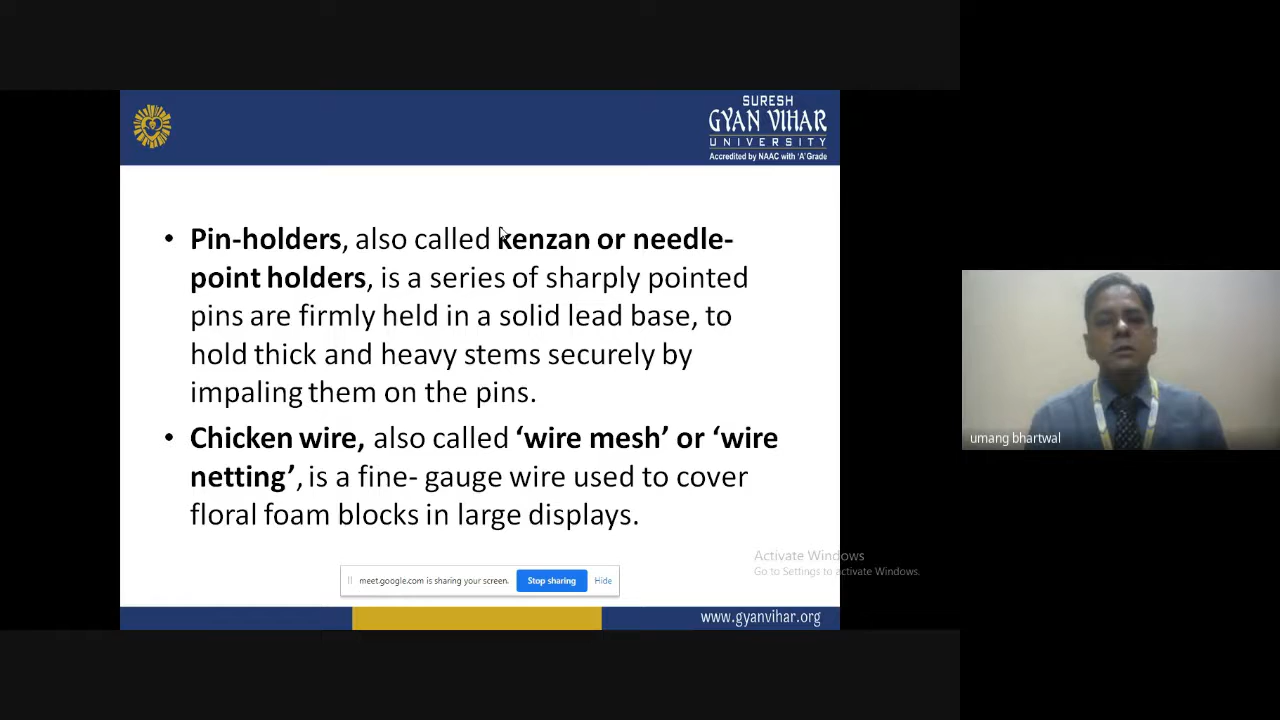 SURESH
GYAN VIHAR
UNIVERSITY
Accredited by NAAC with 'A' Grade
• Pin-holders, also called kenzan or needle-
point holders, is a series of sharply pointed
pins are firmly held in a solid lead base, to
hold thick and heavy stems securely by
impaling them on the pins.
• Chicken wire, also called ‘wire mesh’ or ‘wire
netting’, is a fine- gauge wire used to cover
floral foam blocks in large displays.
umang bhartwal
Activate Windows
Go to Settings to activate Windows.
meet.google.com is sharing your screen. Stop sharing Hide
www.gyanvihar.org